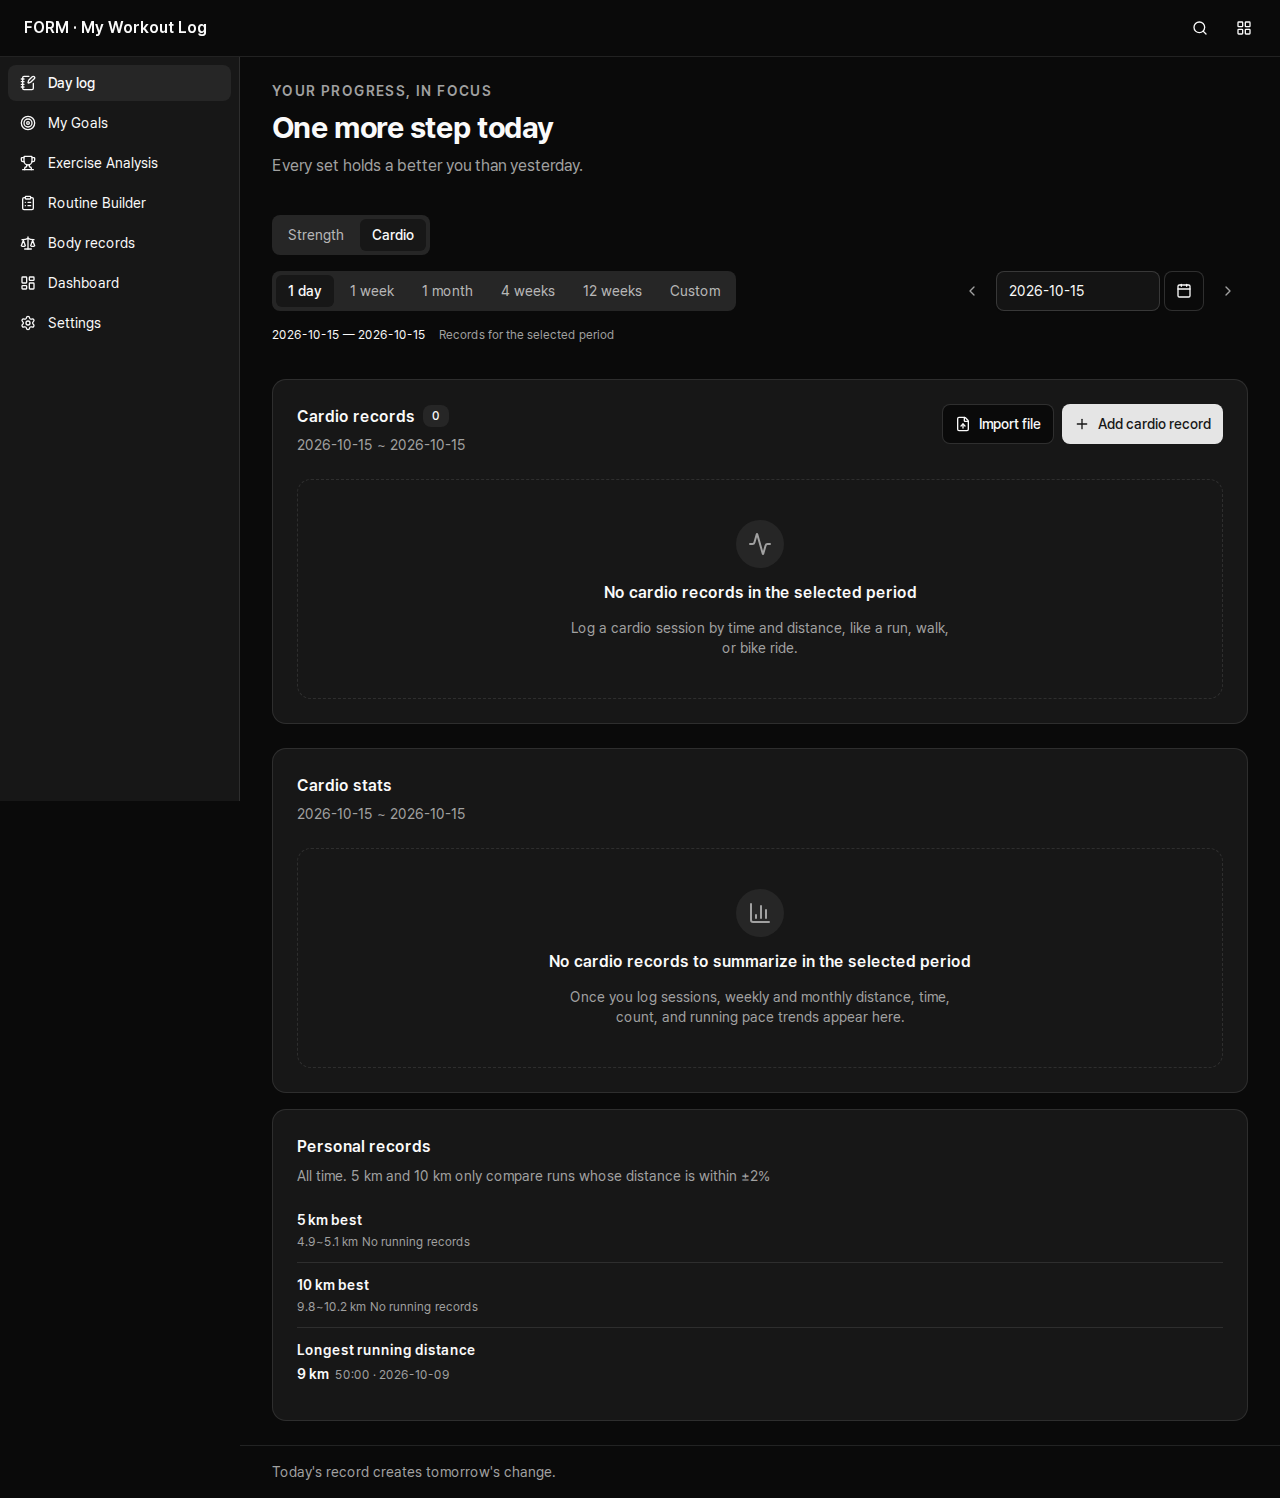 FORM · My Workout Log
Day log
My Goals
Exercise Analysis
Routine Builder
Body records
Dashboard
Settings
YOUR PROGRESS, IN FOCUS
One more step today
Every set holds a better you than yesterday.
Strength Cardio
1 day 1 week 1 month 4 weeks 12 weeks Custom
2026-10-15
2026-10-15 — 2026-10-15 Records for the selected period
Cardio records 0
2026-10-15 ~ 2026-10-15
Import file
Add cardio record
No cardio records in the selected period
Log a cardio session by time and distance, like a run, walk,
or bike ride.
Cardio stats
2026-10-15 ~ 2026-10-15
No cardio records to summarize in the selected period
Once you log sessions, weekly and monthly distance, time,
count, and running pace trends appear here.
Personal records
All time. 5 km and 10 km only compare runs whose distance is within ±2%
5 km best
4.9–5.1 km No running records
10 km best
9.8–10.2 km No running records
Longest running distance
9 km 50:00 · 2026-10-09
Today's record creates tomorrow's change.